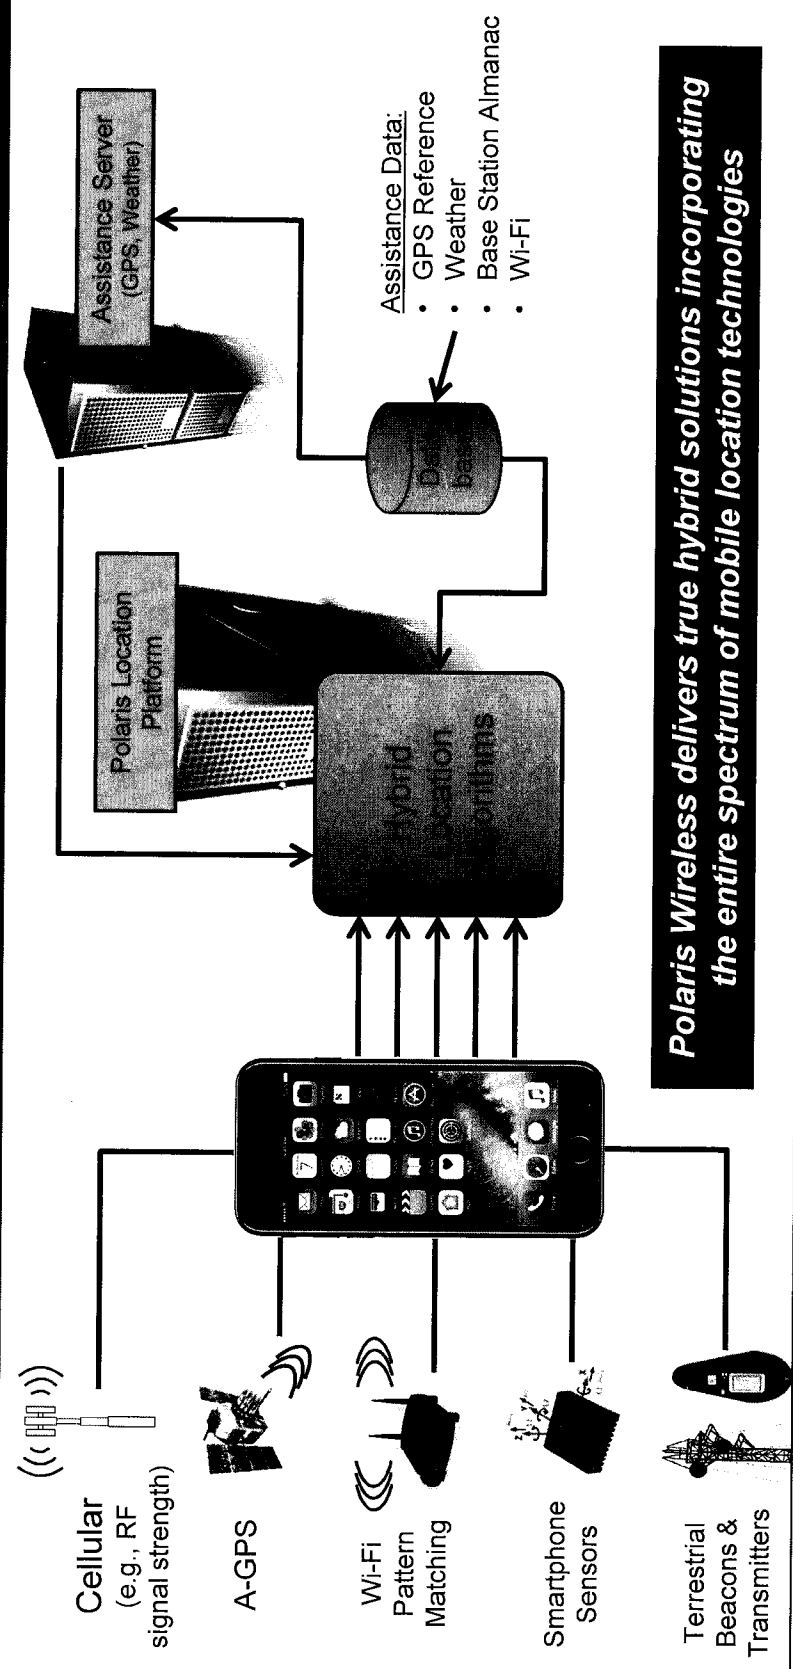 Cellular
(e.g., RF
signal strength)
A-GPS
Wi-Fi
Pattern
Matching
Smartphone
Sensors
Terrestrial
Beacons &
Transmitters
Polaris Location
Platform
Hybrid
Location
Algorithms
Assistance Server
(GPS, Weather)
Data
base
Assistance Data:
• GPS Reference
• Weather
• Base Station Almanac
• Wi-Fi
Polaris Wireless delivers true hybrid solutions incorporating
the entire spectrum of mobile location technologies